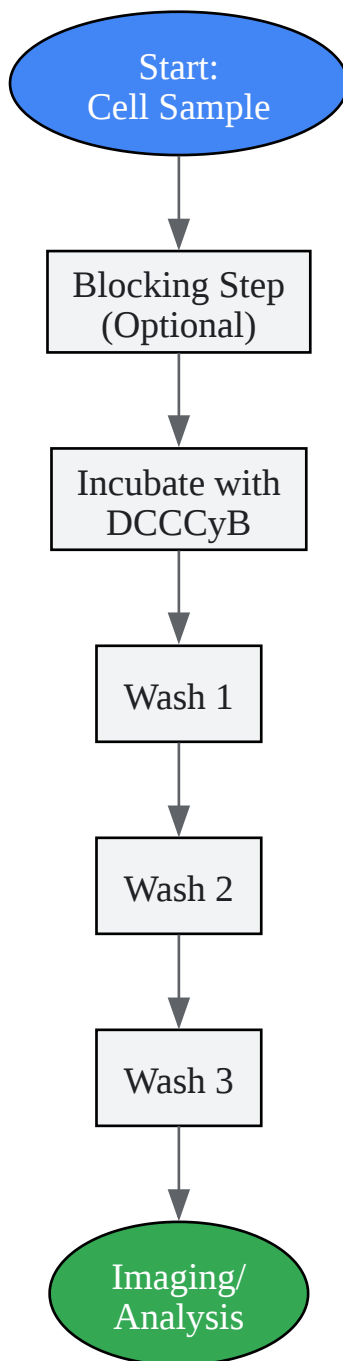 Start:
Cell Sample
Blocking Step
(Optional)
Incubate with
DCCCyB
Wash 1
Wash 2
Wash 3
Imaging/
Analysis